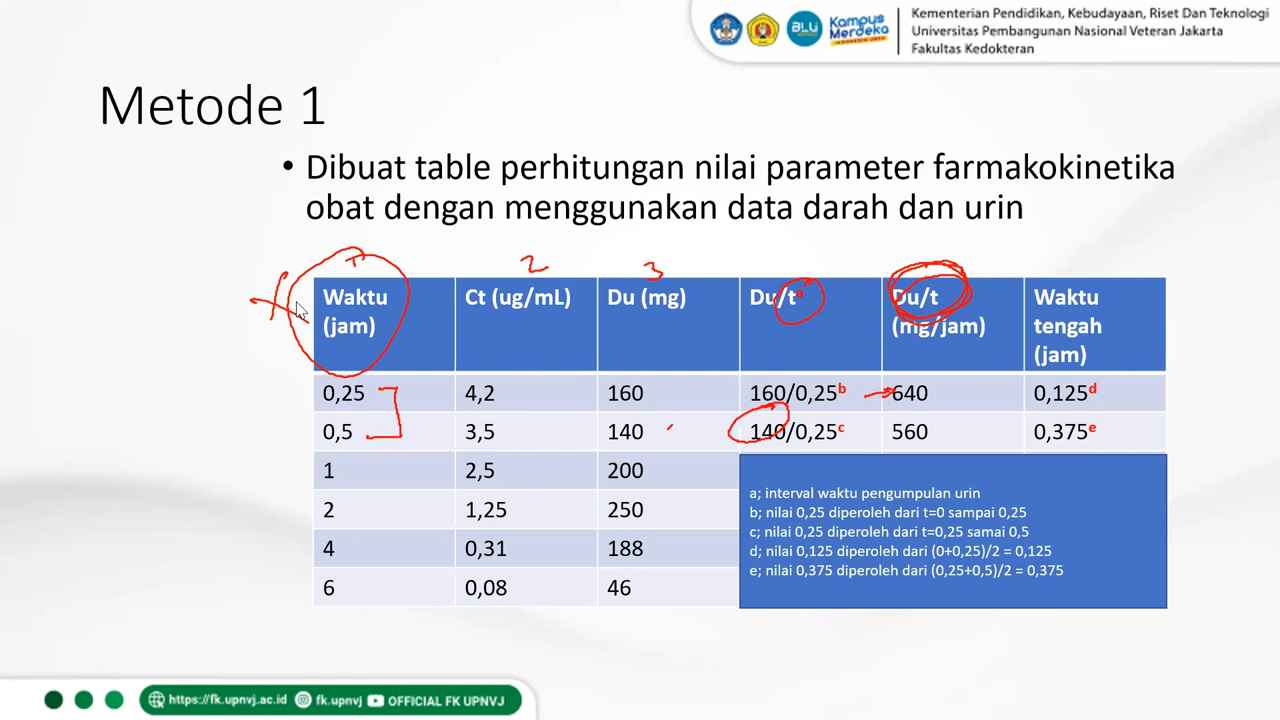 BLU
Kampus
Merdeka
INDONESIA JAYA
Kementerian Pendidikan, Kebudayaan, Riset Dan Teknologi
Universitas Pembangunan Nasional Veteran Jakarta
Fakultas Kedokteran
Metode 1
• Dibuat table perhitungan nilai parameter farmakokinetika
obat dengan menggunakan data darah dan urin
2 3
Waktu (jam) Ct (ug/mL) Du (mg) Du/tᵃ Du/t (mg/jam) Waktu tengah (jam)
0,25 4,2 160 160/0,25ᵇ 640 0,125ᵈ
0,5 3,5 140 140/0,25ᶜ 560 0,375ᵉ
1 2,5 200
2 1,25 250
4 0,31 188
6 0,08 46
a; interval waktu pengumpulan urin
b; nilai 0,25 diperoleh dari t=0 sampai 0,25
c; nilai 0,25 diperoleh dari t=0,25 samai 0,5
d; nilai 0,125 diperoleh dari (0+0,25)/2 = 0,125
e; nilai 0,375 diperoleh dari (0,25+0,5)/2 = 0,375
https://fk.upnvj.ac.id fk.upnvj OFFICIAL FK UPNVJ